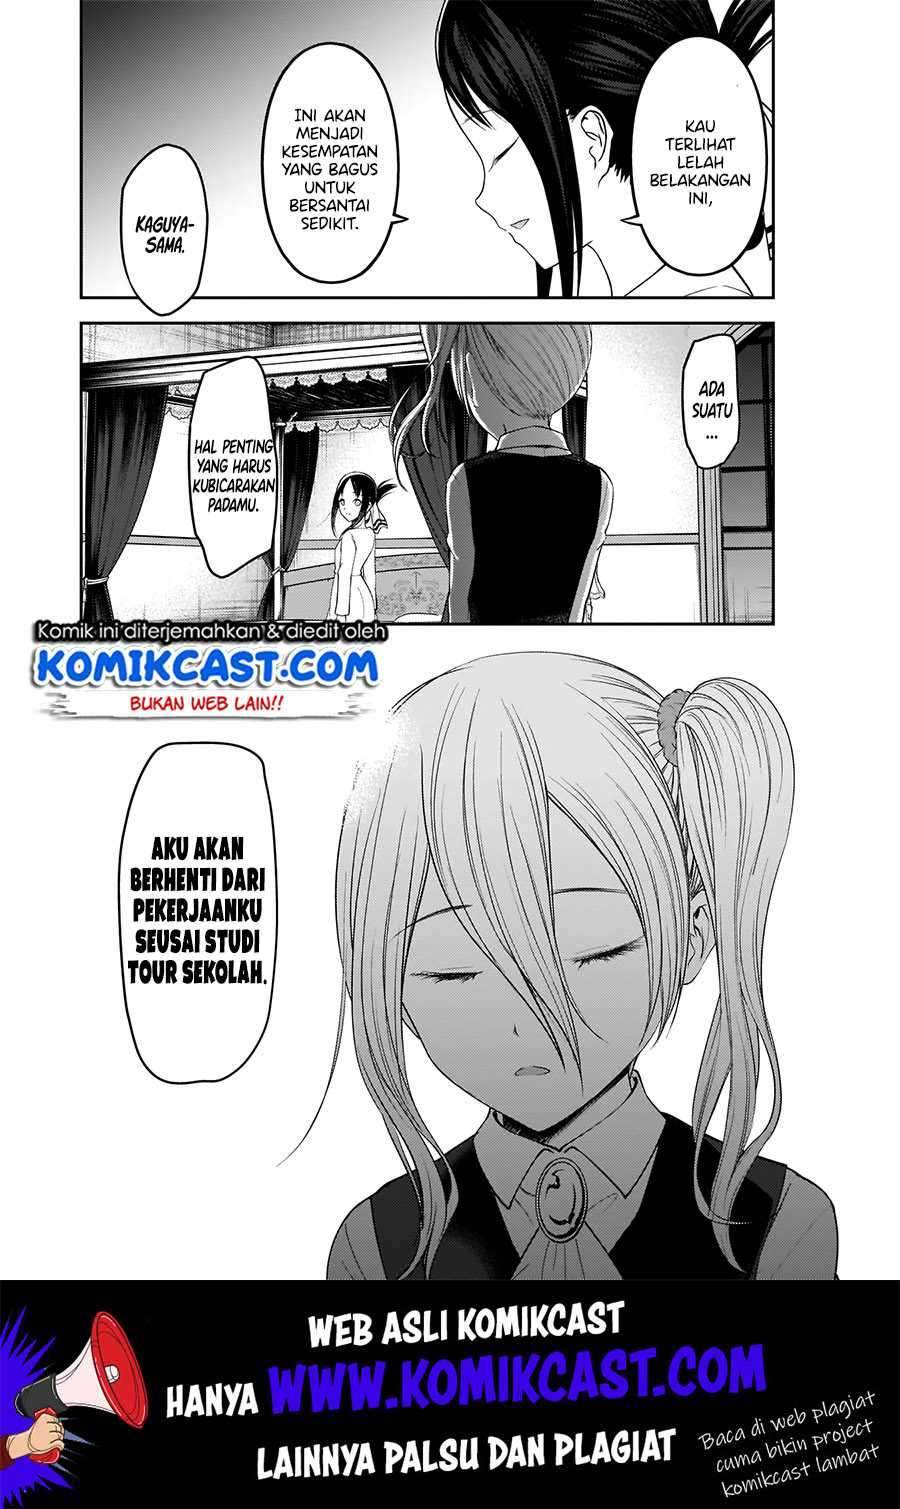 KAU
TERLIHAT
LELAH
BELAKANGAN
INI,
INI AKAN
MENJADI
KESEMPATAN
YANG BAGUS
UNTUK
BERSANTAI
SEDIKIT.
KAGUYA-
SAMA.
ADA
SUATU
...
HAL PENTING
YANG HARUS
KUBICARAKAN
PADAMU.
Komik ini diterjemahkan & diedit oleh
KOMIKCAST.COM
BUKAN WEB LAIN!!
AKU AKAN
BERHENTI DARI
PEKERJAANKU
SEUSAI STUDI
TOUR SEKOLAH.
WEB ASLI KOMIKCAST
HANYA WWW.KOMIKCAST.COM
LAINNYA PALSU DAN PLAGIAT
Baca di web plagiat
cuma bikin project
komikcast lambat